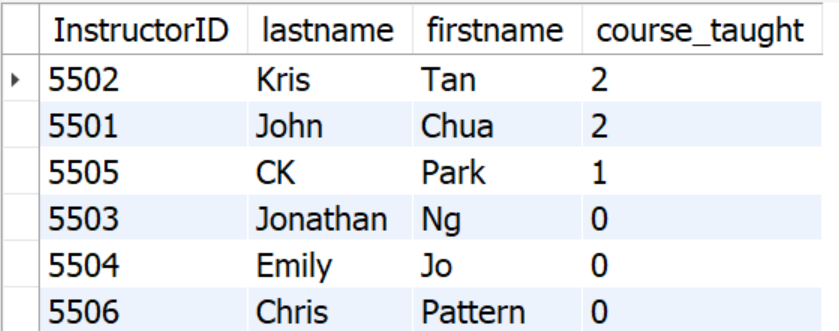 InstructorID lastname firstname course_taught
5502 Kris Tan 2
5501 John Chua 2
5505 CK Park 1
5503 Jonathan Ng 0
5504 Emily Jo 0
5506 Chris Pattern 0